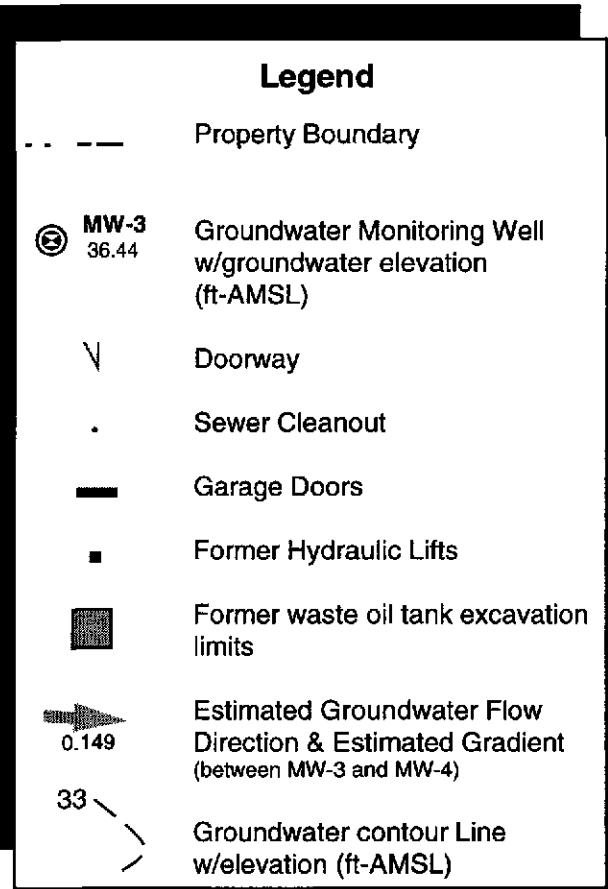 Legend
Property Boundary
MW-3
36.44
Groundwater Monitoring Well
w/groundwater elevation
(ft-AMSL)
Doorway
Sewer Cleanout
Garage Doors
Former Hydraulic Lifts
Former waste oil tank excavation
limits
0.149
Estimated Groundwater Flow
Direction & Estimated Gradient
(between MW-3 and MW-4)
33
Groundwater contour Line
w/elevation (ft-AMSL)